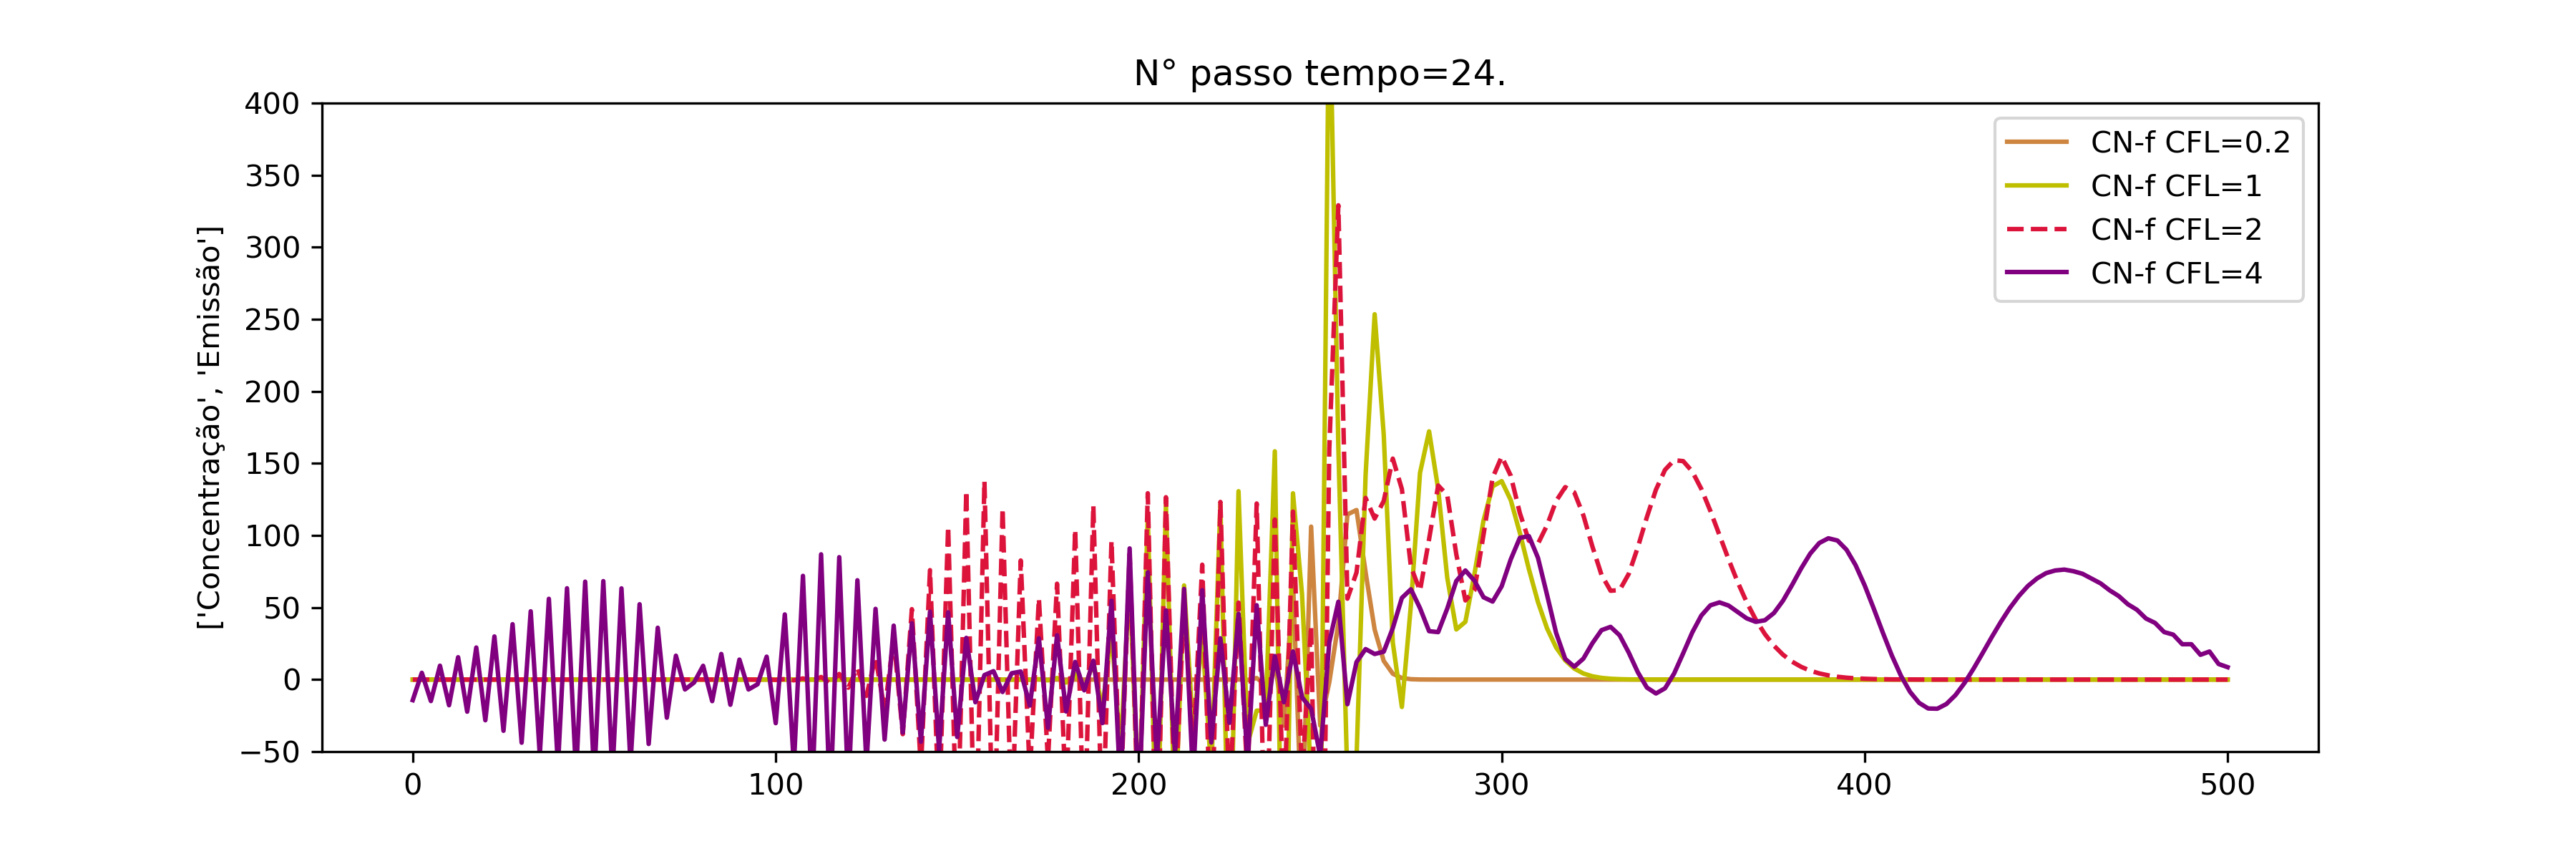 N° passo tempo=24.
['Concentração', 'Emissão']
400
350
300
250
200
150
100
50
0
−50
0 100 200 300 400 500
CN-f CFL=0.2
CN-f CFL=1
CN-f CFL=2
CN-f CFL=4